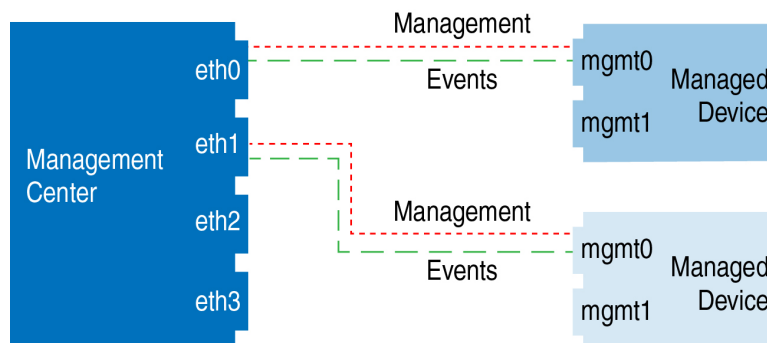 Management
eth0
mgmt0
Managed
Device
Events
mgmt1
eth1
Management
Center
eth2
Management
mgmt0
Managed
Device
Events
eth3
mgmt1